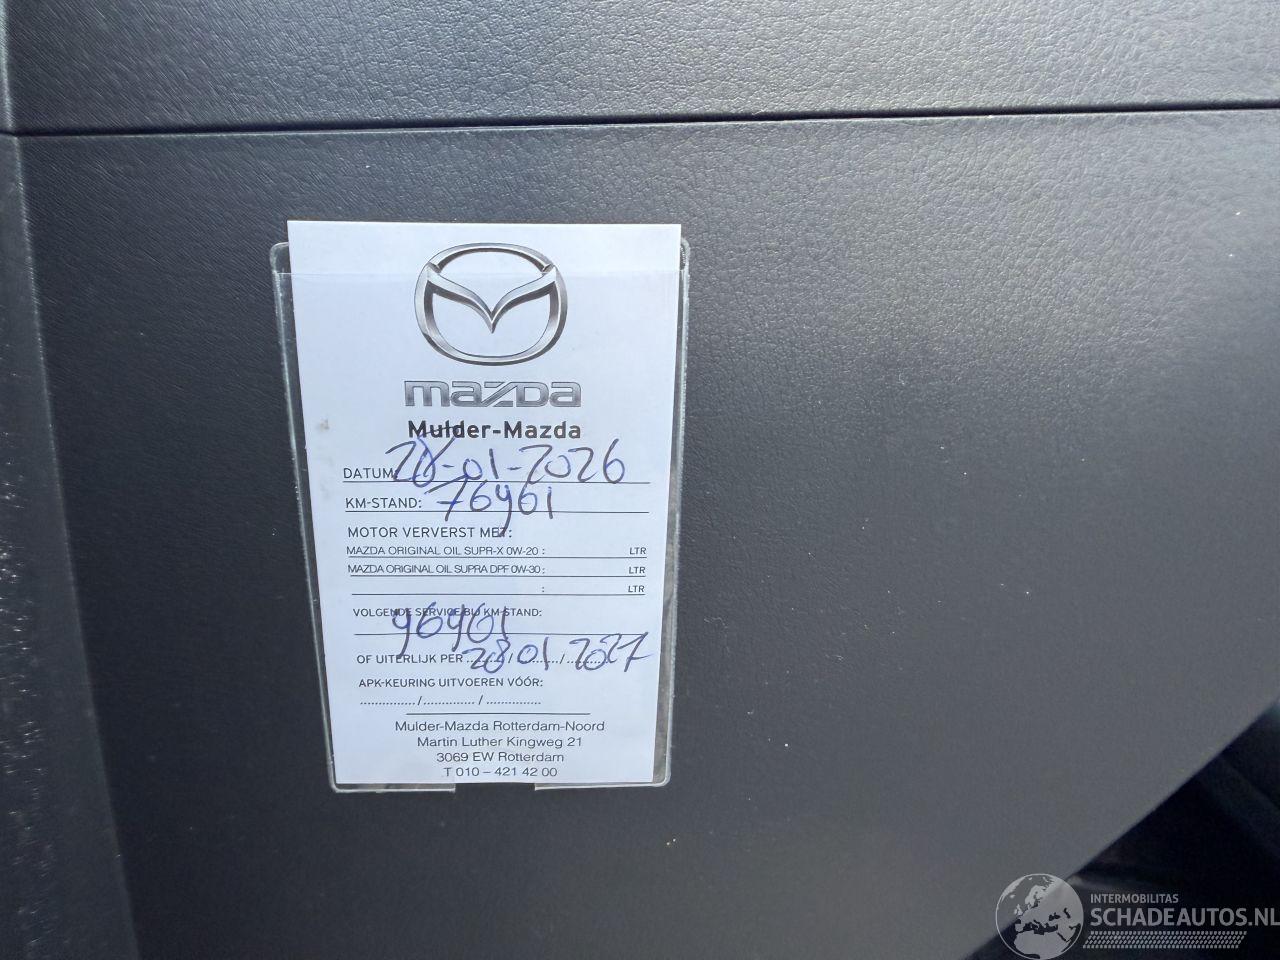 mazda
Mulder-Mazda
DATUM: 28-01-2026
KM-STAND: 76961
MOTOR VERVERST MET:
MAZDA ORIGINAL OIL SUPR-X 0W-20 : LTR
MAZDA ORIGINAL OIL SUPRA DPF 0W-30 : LTR
: LTR
VOLGENDE SERVICE BIJ KM-STAND:
96961
OF UITERLIJK PER 28/01/2027
APK-KEURING UITVOEREN VÓÓR:
............... / .............. / ...............
Mulder-Mazda Rotterdam-Noord
Martin Luther Kingweg 21
3069 EW Rotterdam
T 010 – 421 42 00
INTERMOBILITAS
SCHADEAUTOS.NL